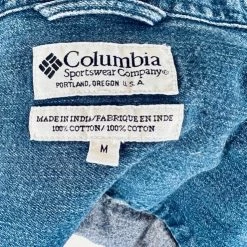 Columbia
Sportswear Company®
PORTLAND, OREGON U.S.A.
MADE IN INDIA/FABRIQUE EN INDE
100% COTTON/100% COTON
M